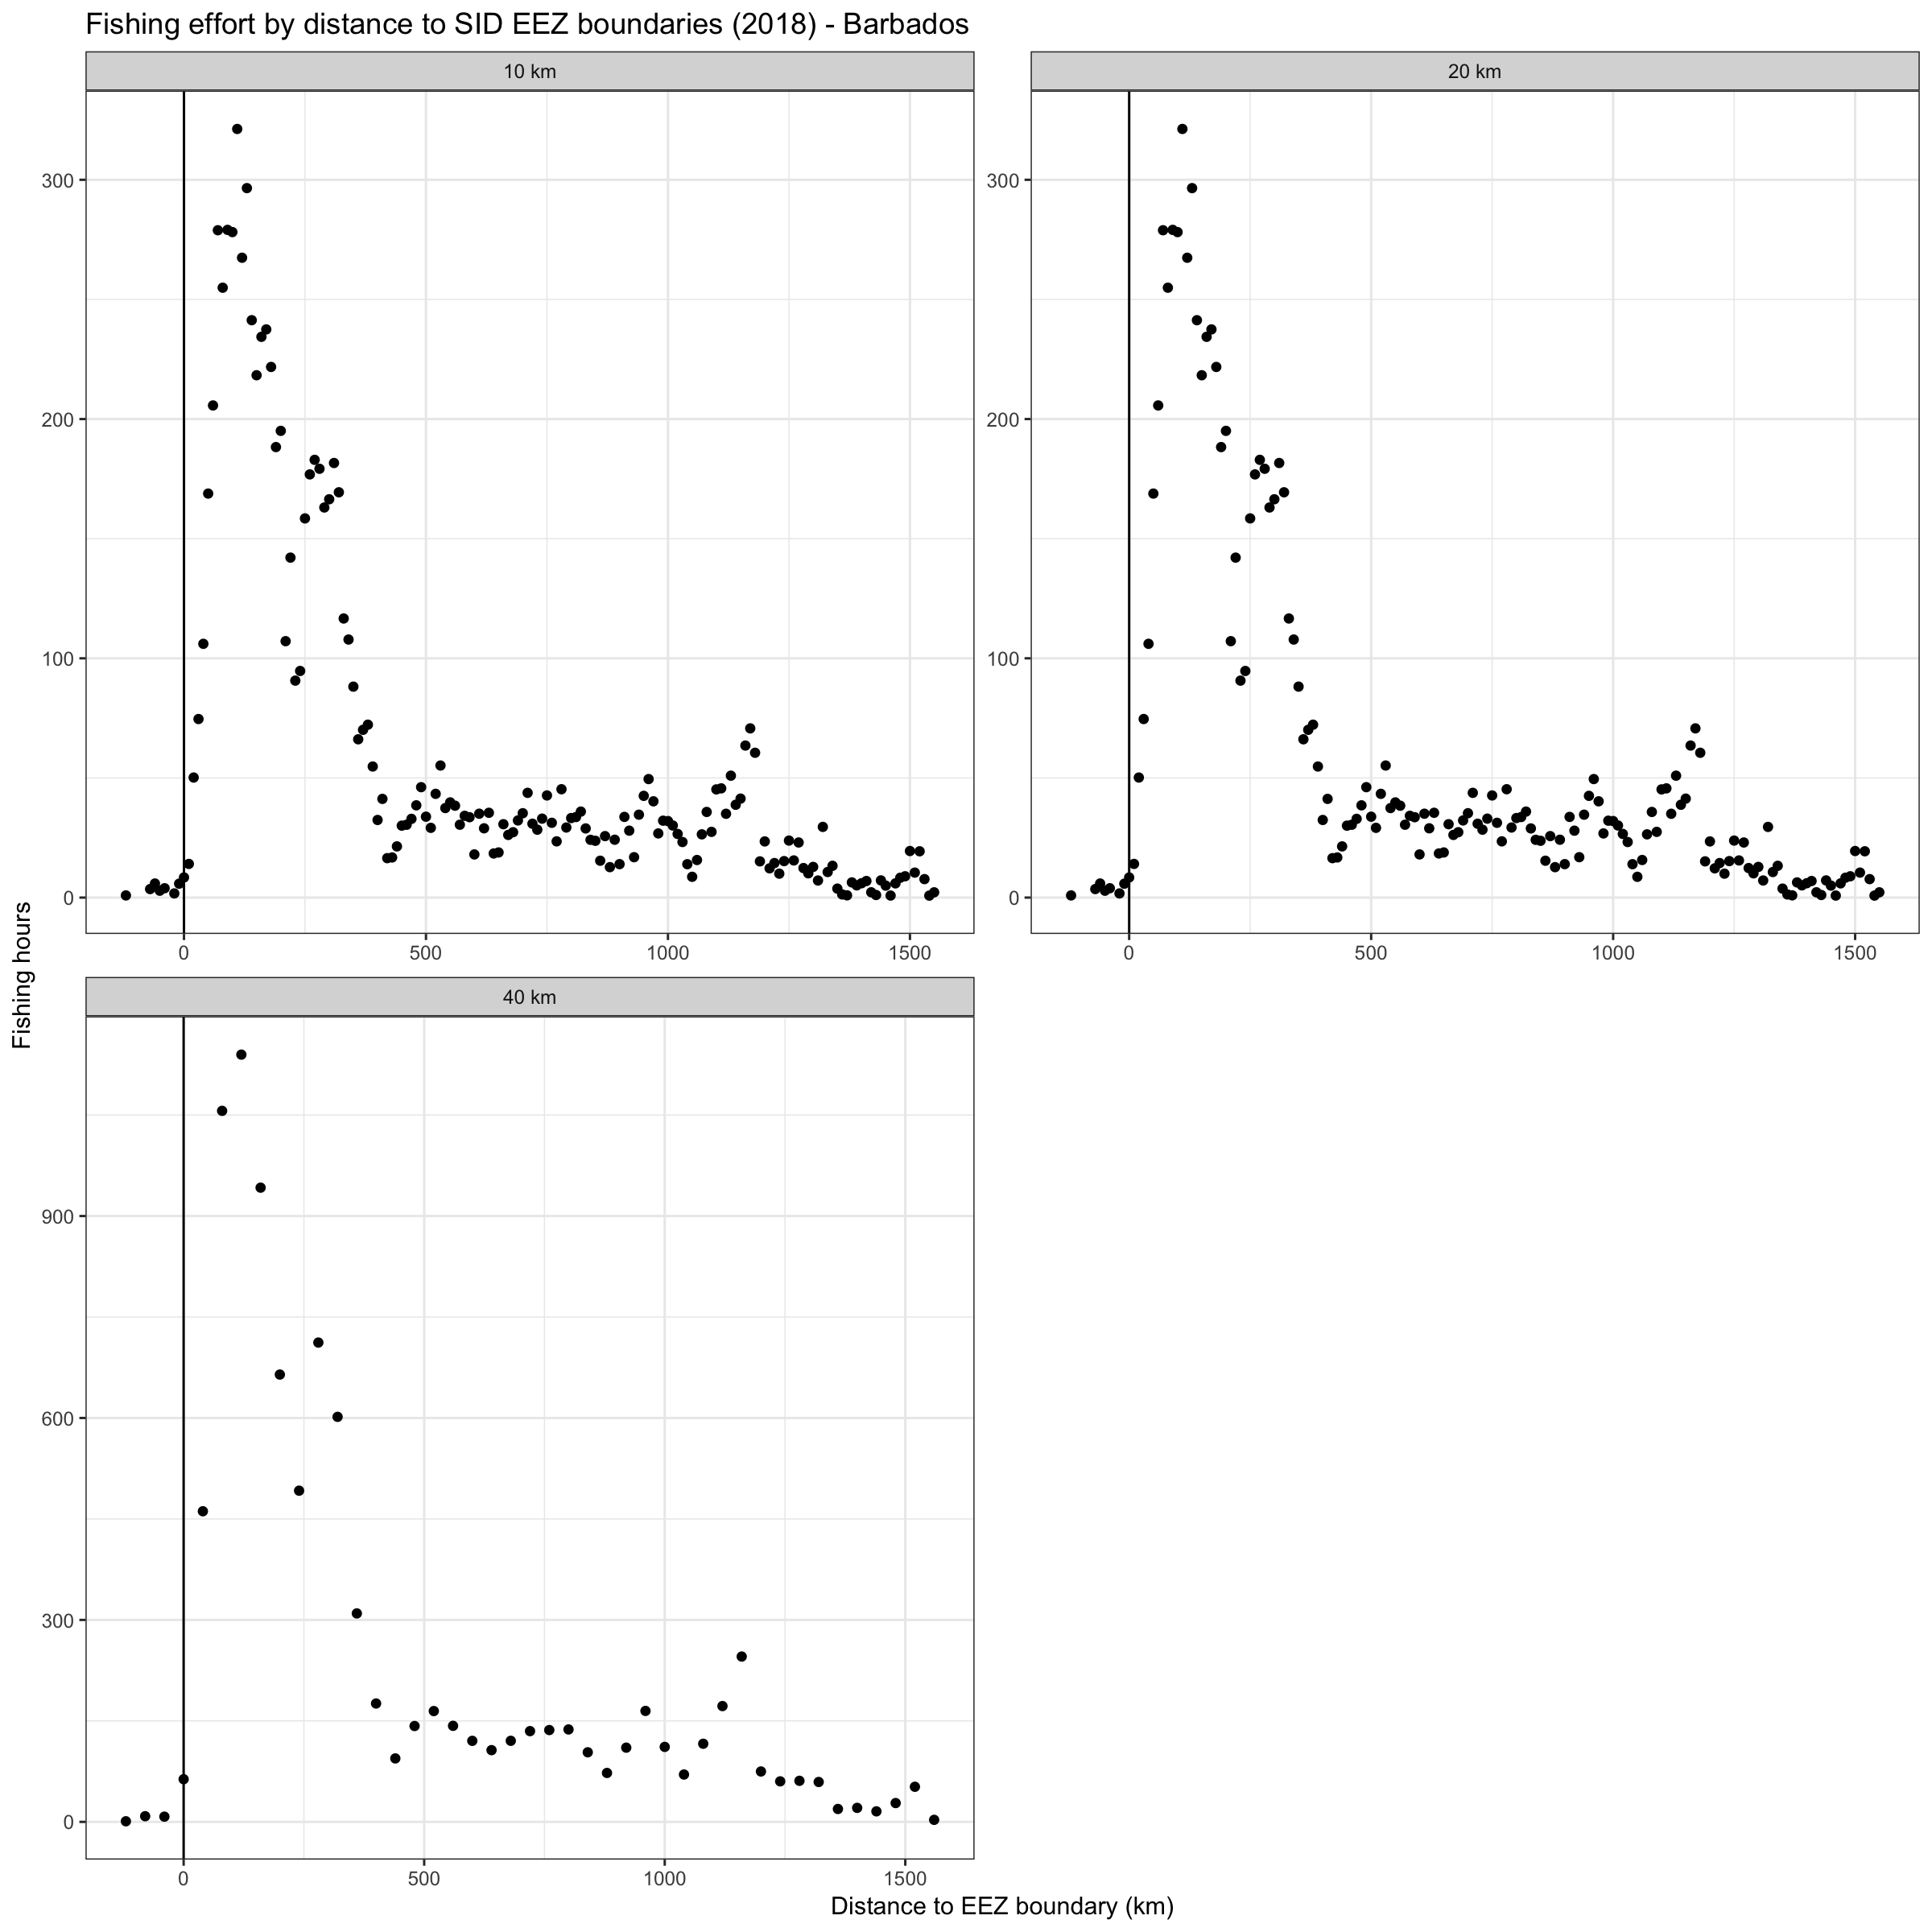 Fishing effort by distance to SID EEZ boundaries (2018) - Barbados
10 km
20 km
300
200
100
0
0 500 1000 1500
300
200
100
0
0 500 1000 1500
40 km
900
600
300
0
0 500 1000 1500
Fishing hours
Distance to EEZ boundary (km)